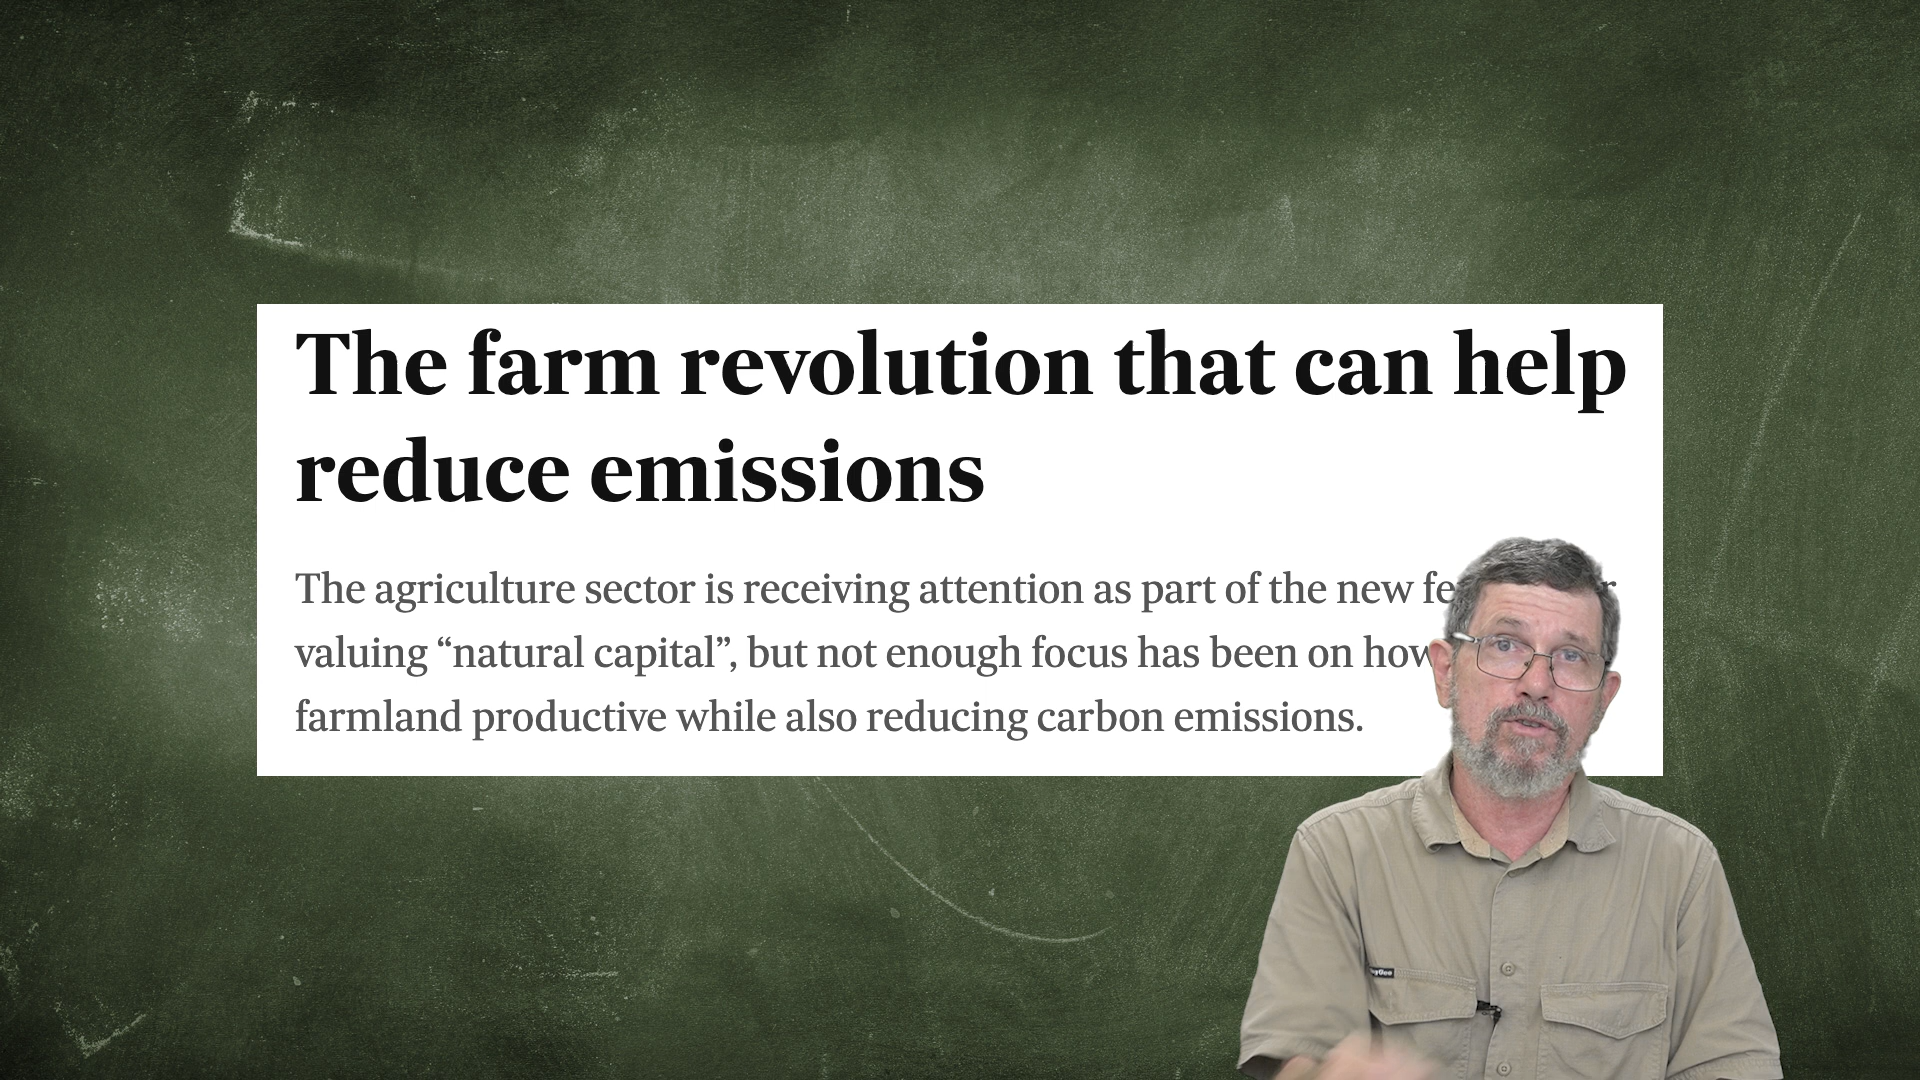 The farm revolution that can help
reduce emissions
The agriculture sector is receiving attention as part of the new
valuing “natural capital”, but not enough focus has been on how
farmland productive while also reducing carbon emissions.